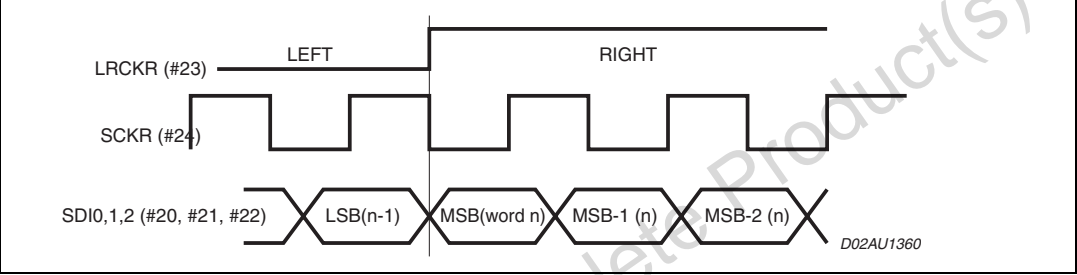 LEFT
RIGHT
LRCKR (#23)
SCKR (#24)
SDI0,1,2 (#20, #21, #22)
LSB(n-1)
MSB(word n)
MSB-1 (n)
MSB-2 (n)
D02AU1360
Product(s)